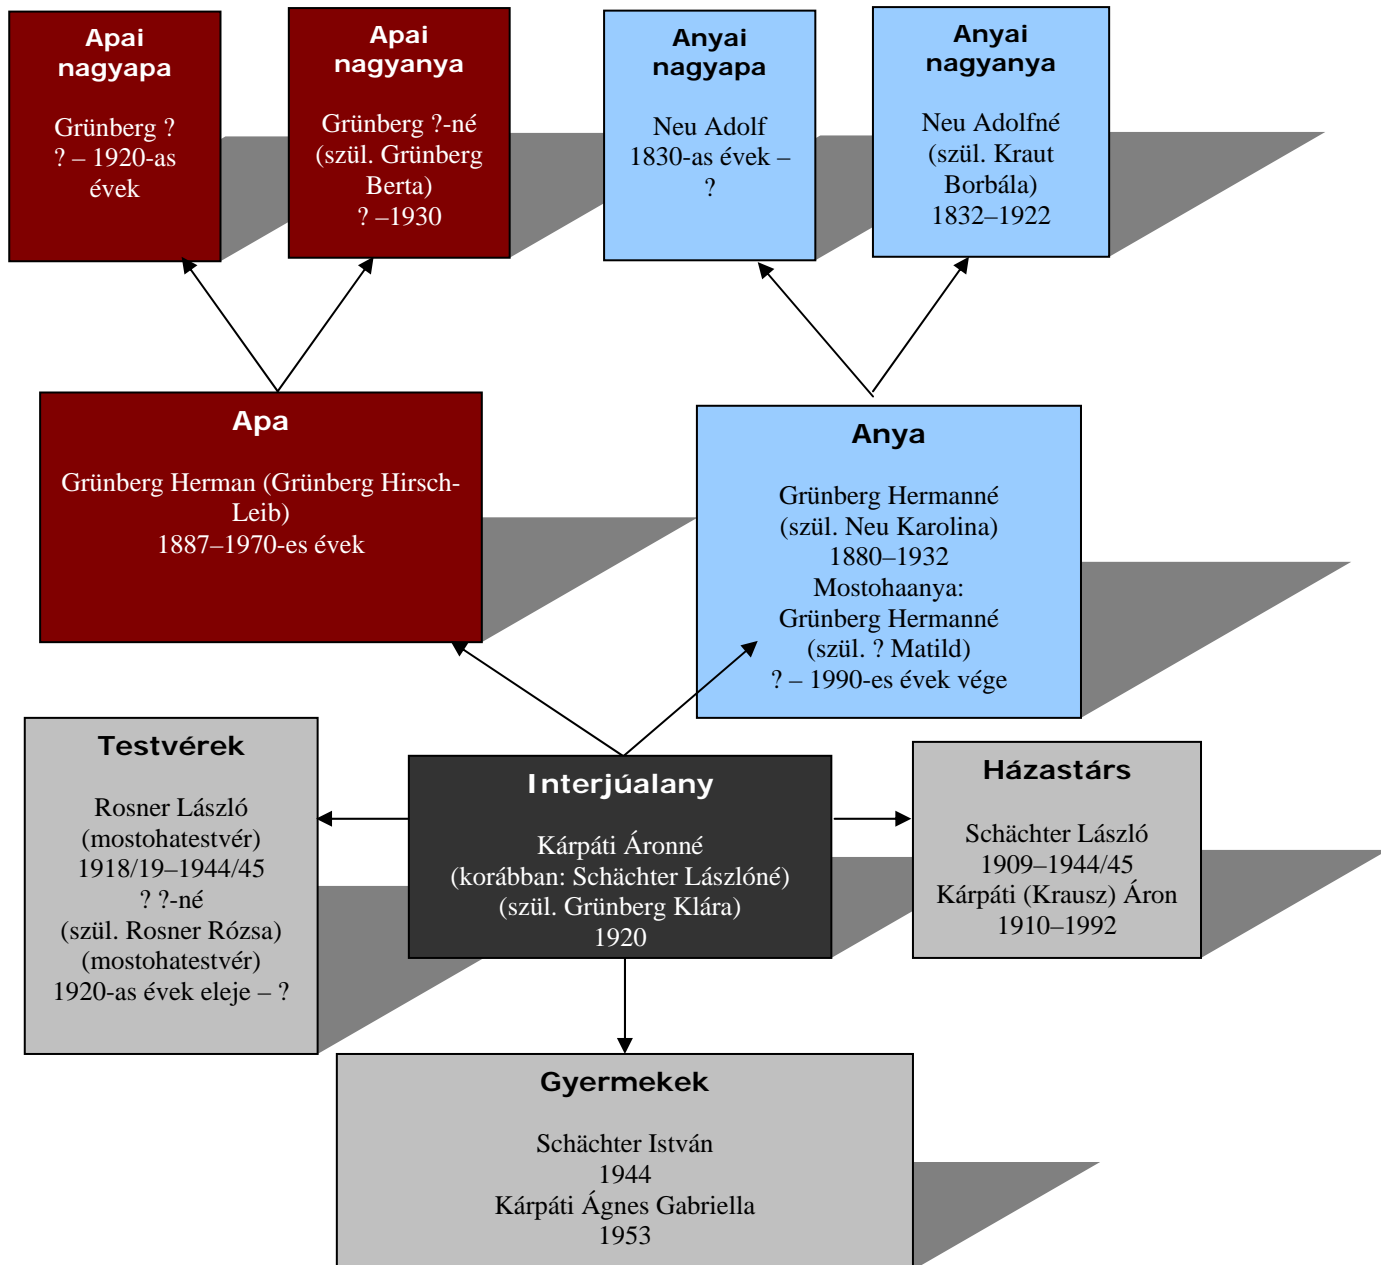 Apai
nagyapa
Grünberg ?
? – 1920-as
évek
Apai
nagyanya
Grünberg ?-né
(szül. Grünberg
Berta)
? –1930
Anyai
nagyapa
Neu Adolf
1830-as évek –
?
Anyai
nagyanya
Neu Adolfné
(szül. Kraut
Borbála)
1832–1922
Apa
Grünberg Herman (Grünberg Hirsch-
Leib)
1887–1970-es évek
Anya
Grünberg Hermanné
(szül. Neu Karolina)
1880–1932
Mostohaanya:
Grünberg Hermanné
(szül. ? Matild)
? – 1990-es évek vége
Testvérek
Rosner László
(mostohatestvér)
1918/19–1944/45
? ?-né
(szül. Rosner Rózsa)
(mostohatestvér)
1920-as évek eleje – ?
Interjúalany
Kárpáti Áronné
(korábban: Schächter Lászlóné)
(szül. Grünberg Klára)
1920
Házastárs
Schächter László
1909–1944/45
Kárpáti (Krausz) Áron
1910–1992
Gyermekek
Schächter István
1944
Kárpáti Ágnes Gabriella
1953